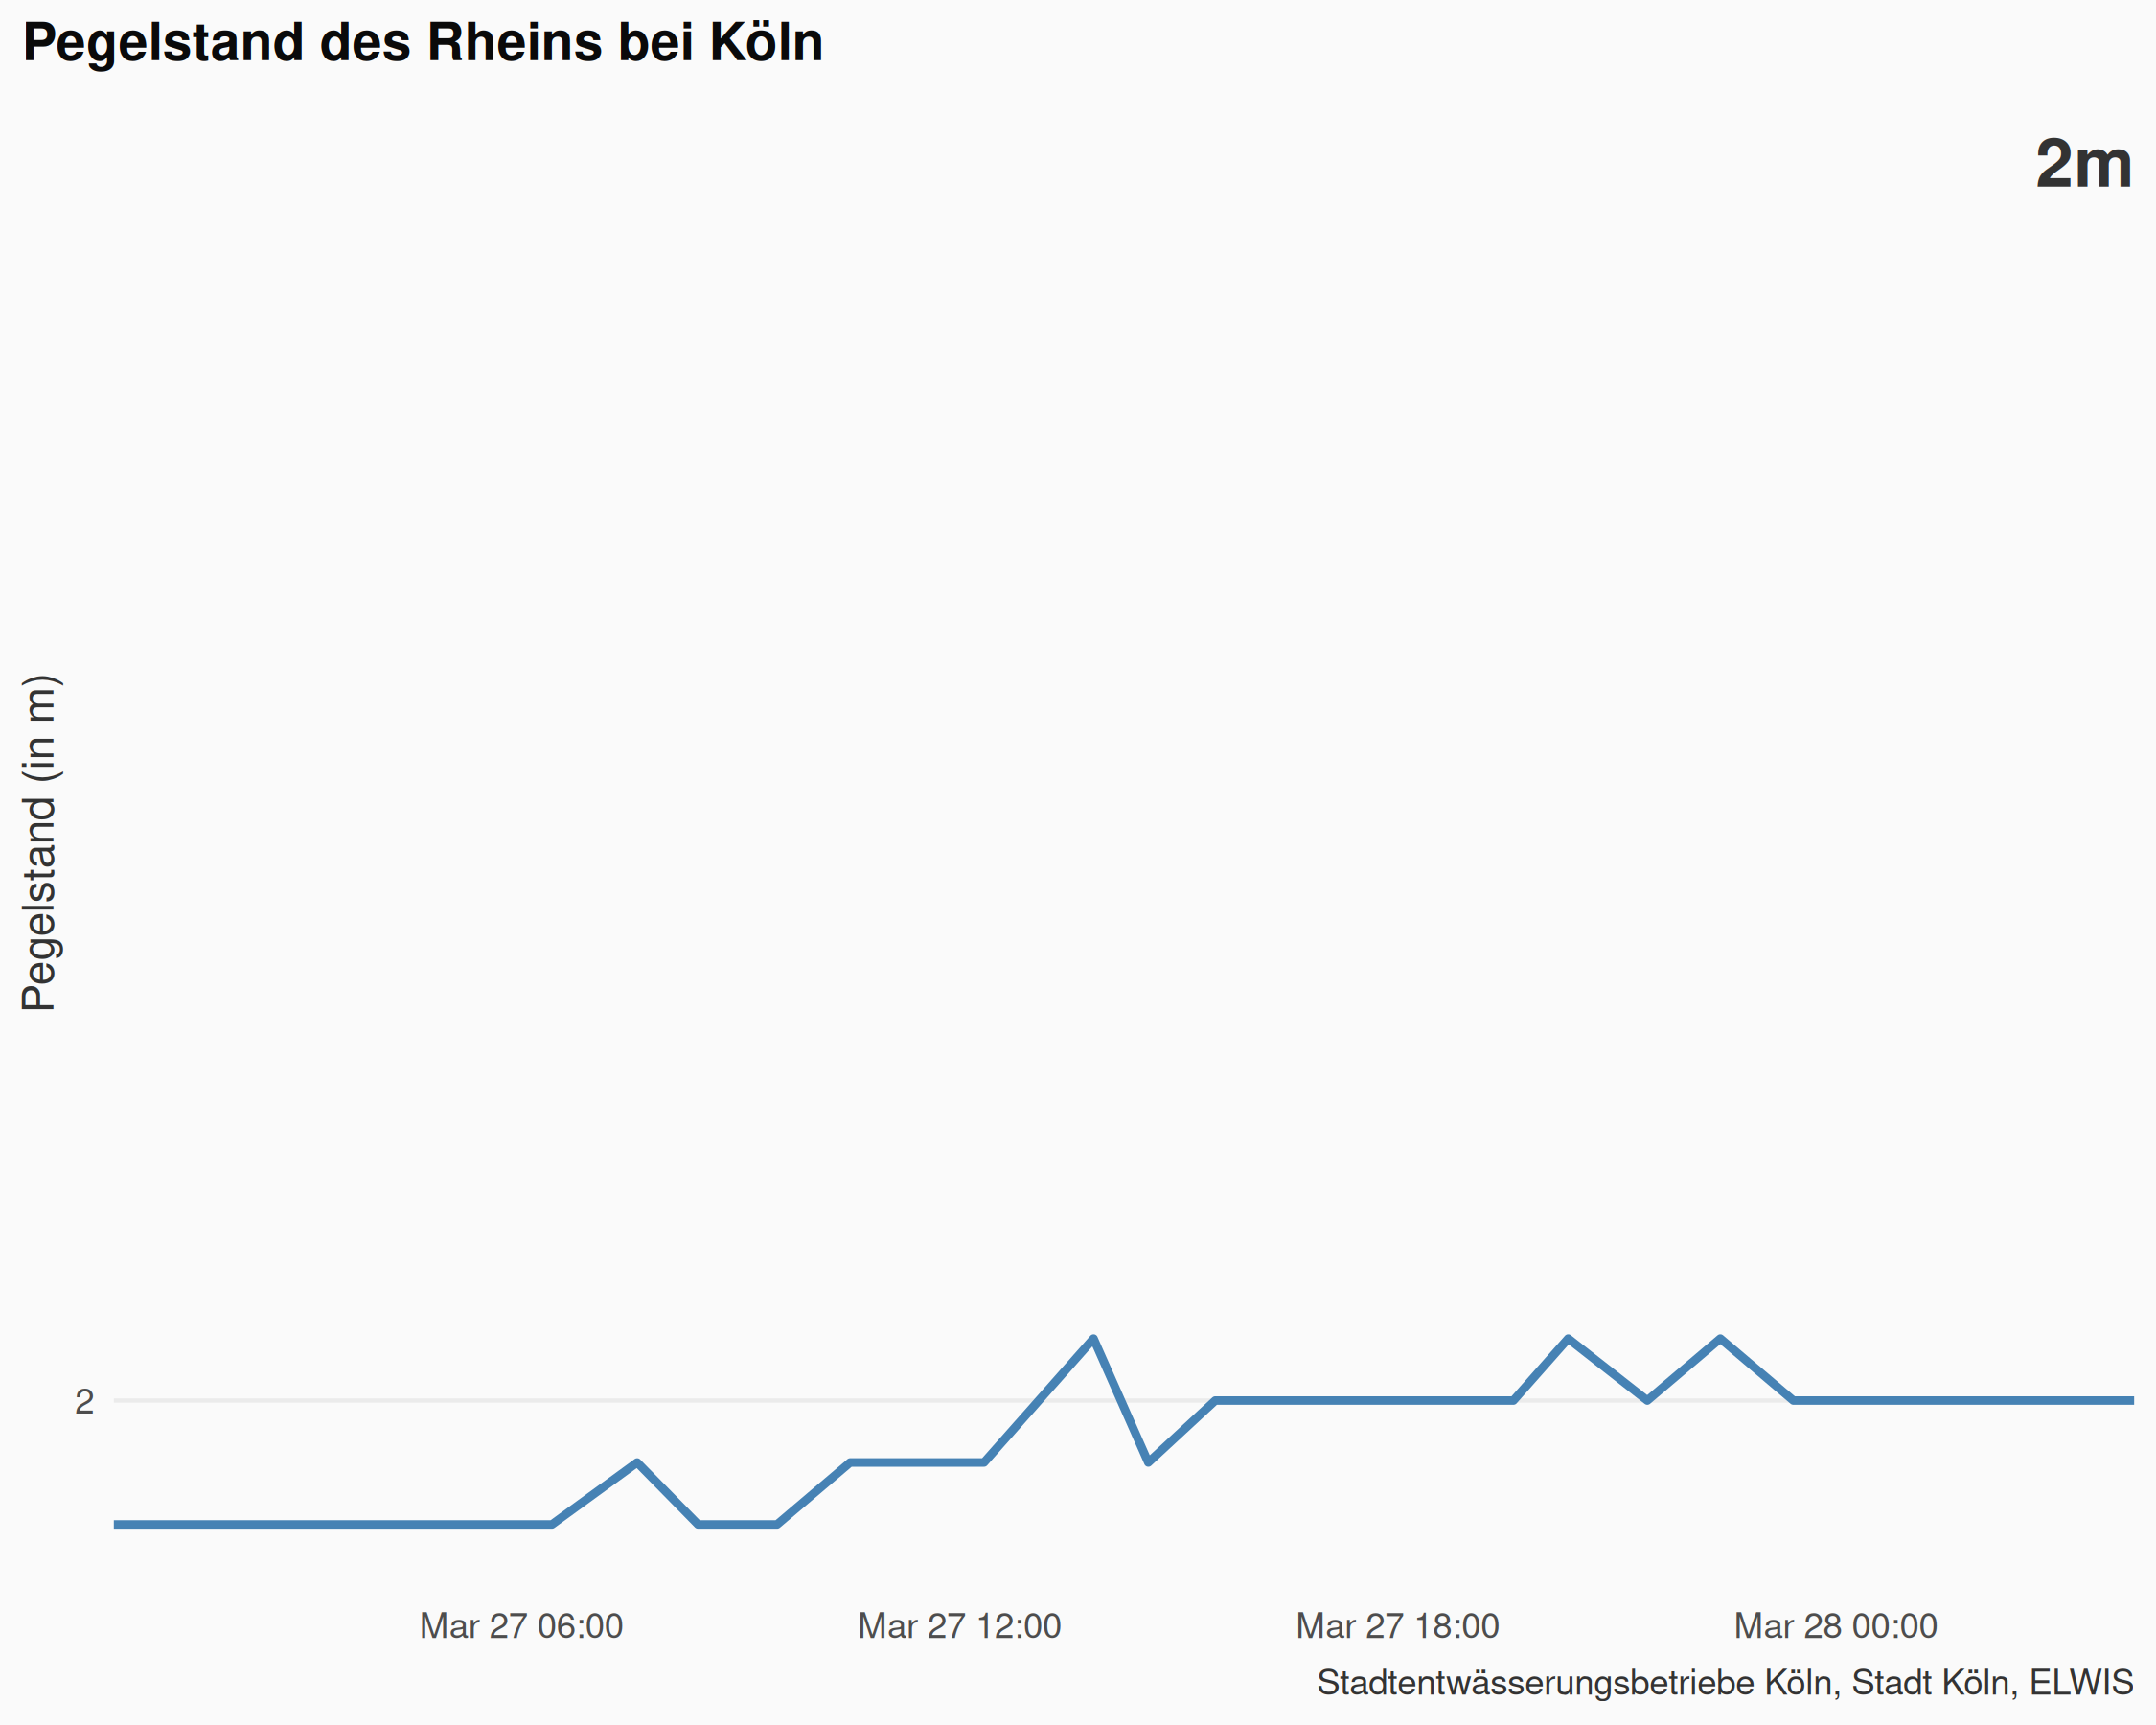 Pegelstand des Rheins bei Köln
2m
Pegelstand (in m)
2
Mar 27 06:00
Mar 27 12:00
Mar 27 18:00
Mar 28 00:00
Stadtentwässerungsbetriebe Köln, Stadt Köln, ELWIS